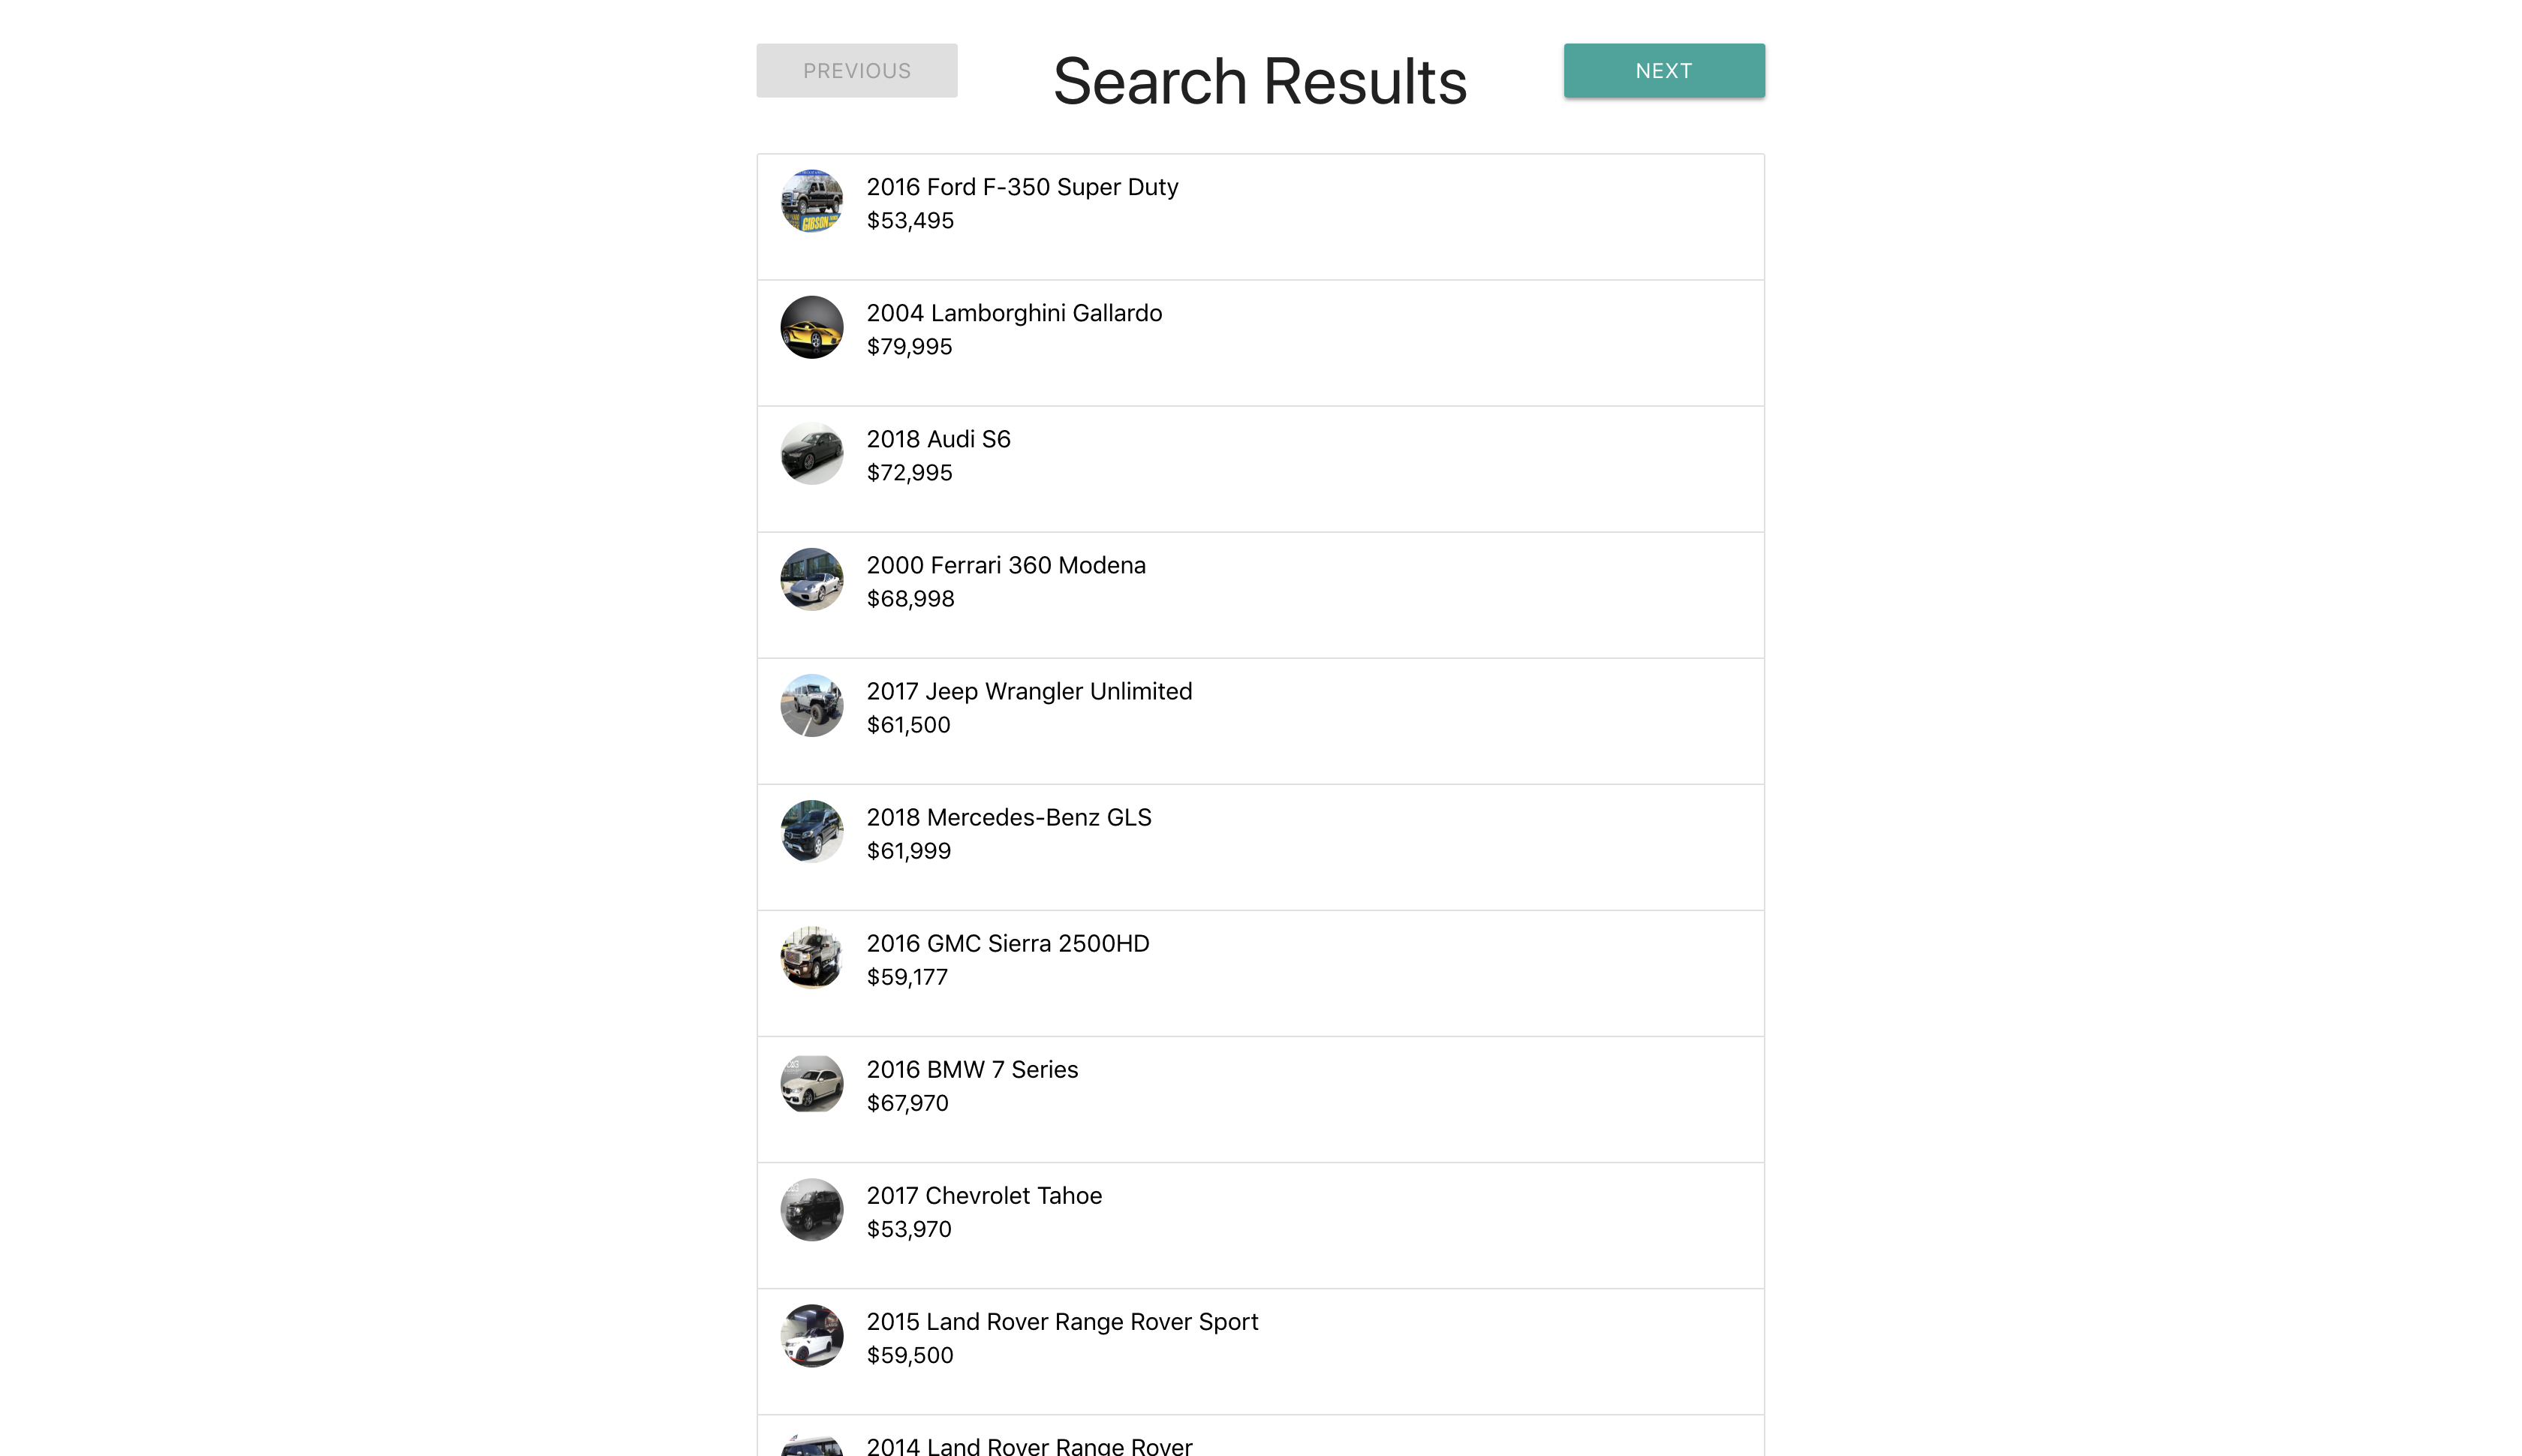 PREVIOUS
Search Results
NEXT
2016 Ford F-350 Super Duty
$53,495
GIBSON
2004 Lamborghini Gallardo
$79,995
2018 Audi S6
$72,995
2000 Ferrari 360 Modena
$68,998
2017 Jeep Wrangler Unlimited
$61,500
2018 Mercedes-Benz GLS
$61,999
2016 GMC Sierra 2500HD
$59,177
2016 BMW 7 Series
$67,970
2017 Chevrolet Tahoe
$53,970
2015 Land Rover Range Rover Sport
$59,500
2014 Land Rover Range Rover